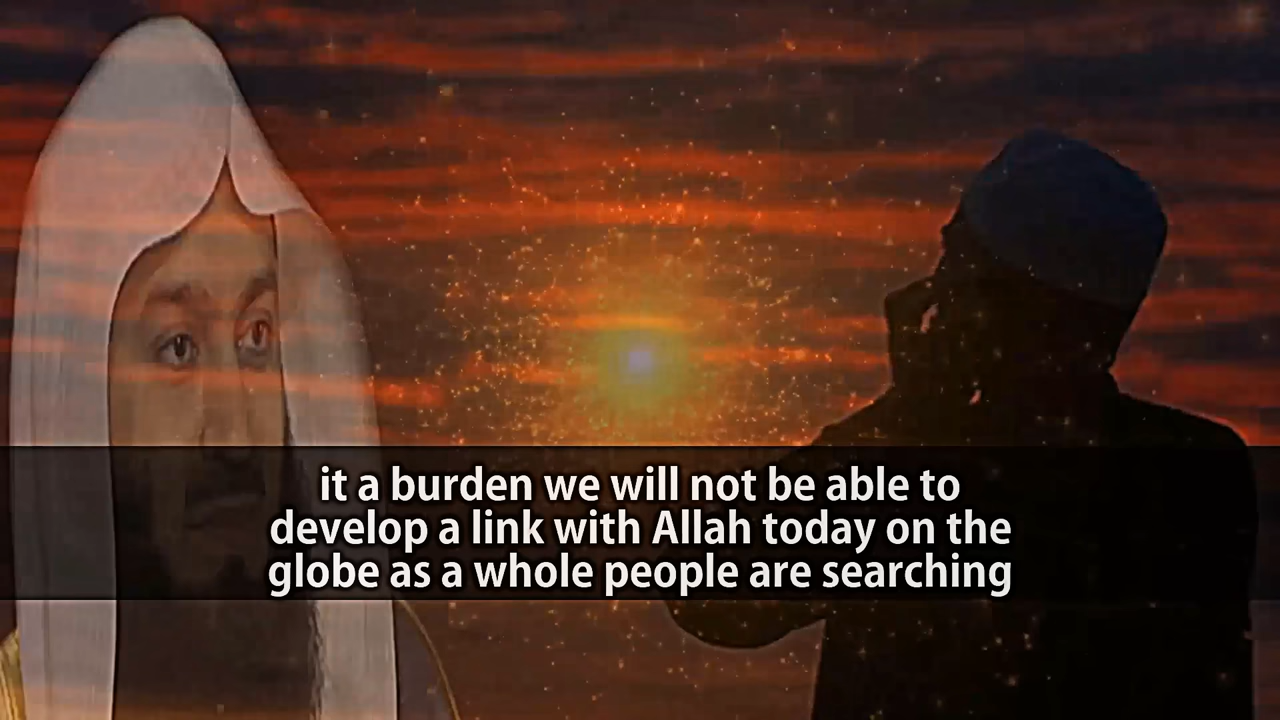 it a burden we will not be able to
develop a link with Allah today on the
globe as a whole people are searching